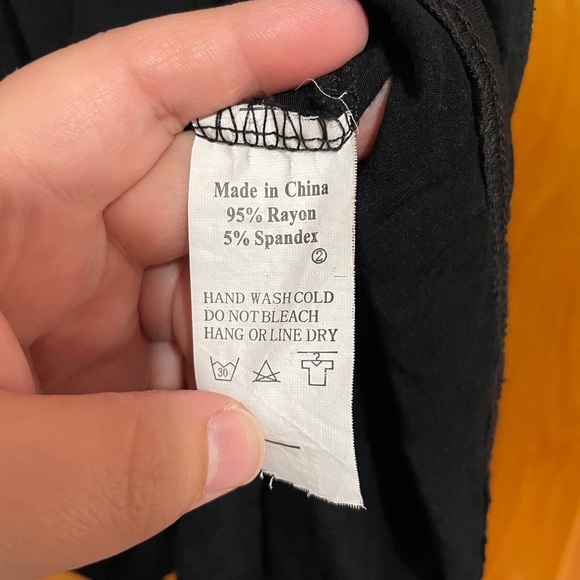 Made in China
95% Rayon
5% Spandex
②
HAND WASH COLD
DO NOT BLEACH
HANG OR LINE DRY
30